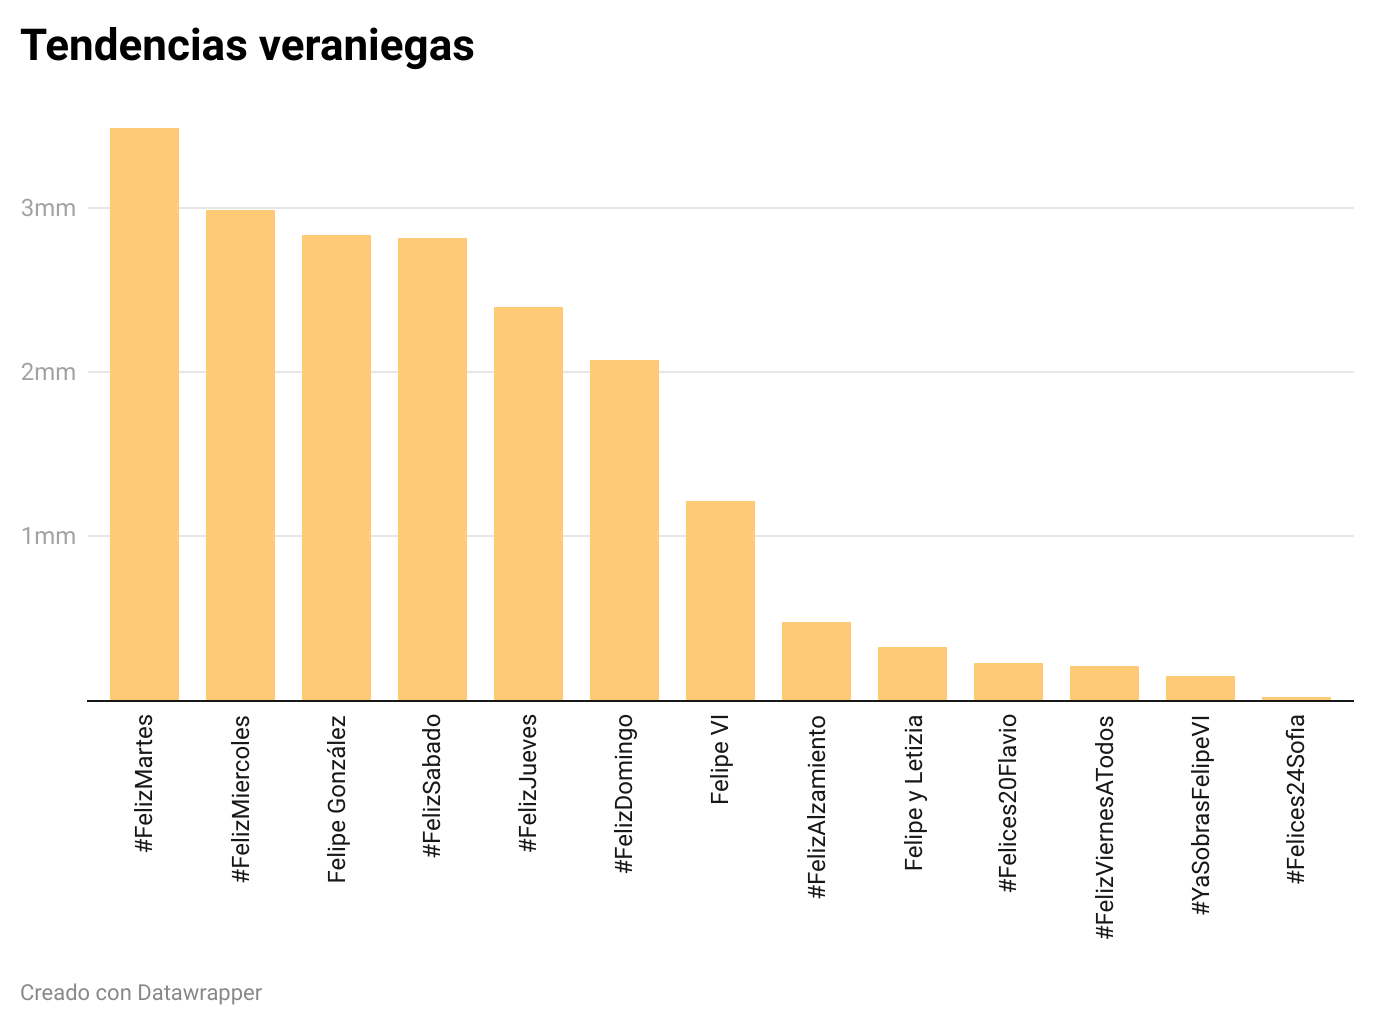 Tendencias veraniegas
3mm
2mm
1mm
#FelizMartes
#FelizMiercoles
Felipe González
#FelizSabado
#FelizJueves
#FelizDomingo
Felipe VI
#FelizAlzamiento
Felipe y Letizia
#Felices20Flavio
#FelizViernesATodos
#YaSobrasFelipeVI
#Felices24Sofia
Creado con Datawrapper